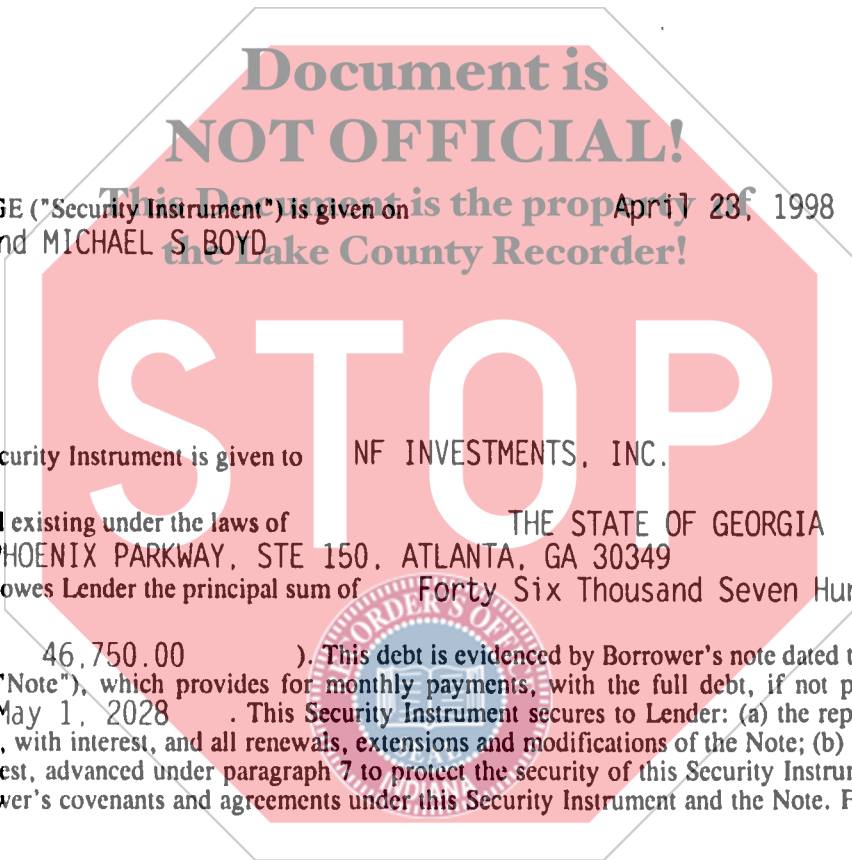 Document is
NOT OFFICIAL!
This Document is the property of
the Lake County Recorder!
GE ("Security Instrument") is given on April 23, 1998
nd MICHAEL S BOYD
STOP
curity Instrument is given to NF INVESTMENTS, INC.
existing under the laws of THE STATE OF GEORGIA
PHOENIX PARKWAY, STE 150, ATLANTA, GA 30349
owes Lender the principal sum of Forty Six Thousand Seven Hun
46,750.00 ). This debt is evidenced by Borrower's note dated t
"Note"), which provides for monthly payments, with the full debt, if not p
May 1, 2028 . This Security Instrument secures to Lender: (a) the rep
, with interest, and all renewals, extensions and modifications of the Note; (b)
est, advanced under paragraph 7 to protect the security of this Security Instrum
wer's covenants and agreements under this Security Instrument and the Note. F
RECORDER'S OFFICE
SEAL
INDIANA